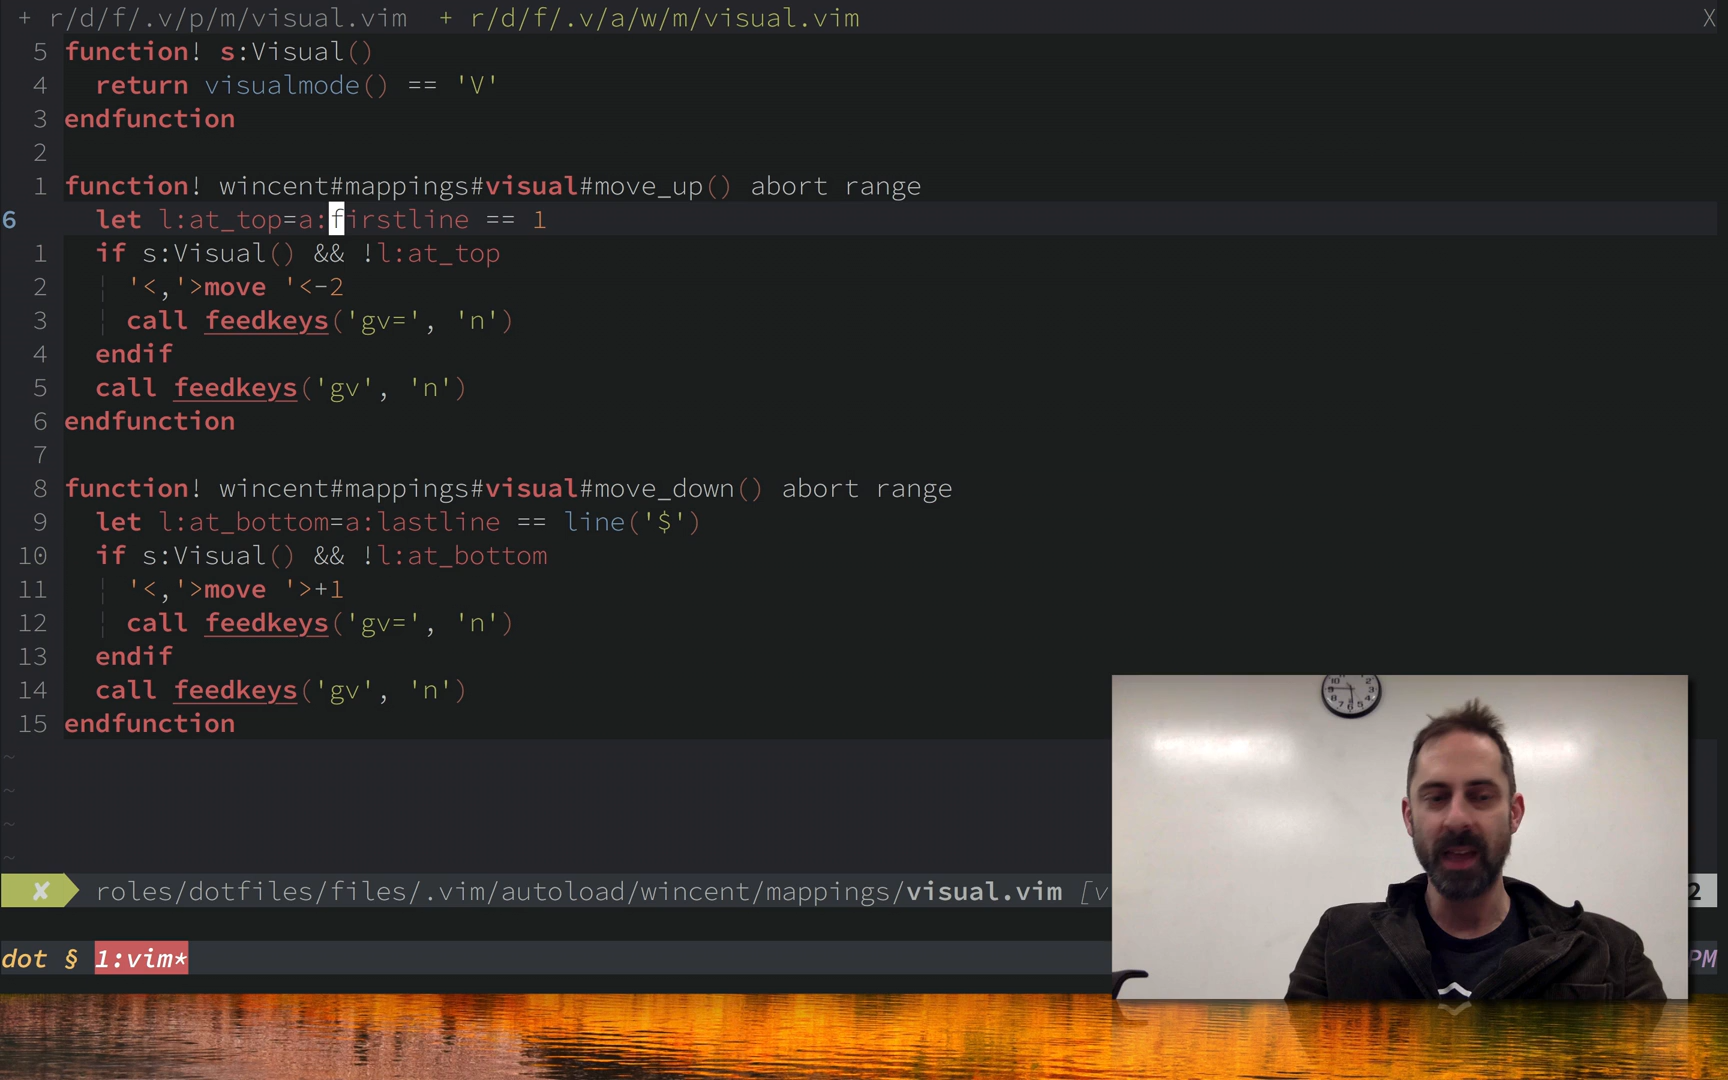 + r/d/f/.v/p/m/visual.vim + r/d/f/.v/a/w/m/visual.vim X
5 function! s:Visual()
4 return visualmode() == 'V'
3 endfunction
2
1 function! wincent#mappings#visual#move_up() abort range
6 let l:at_top=a:firstline == 1
1 if s:Visual() && !l:at_top
2 '<,'>move '<-2
3 call feedkeys('gv=', 'n')
4 endif
5 call feedkeys('gv', 'n')
6 endfunction
7
8 function! wincent#mappings#visual#move_down() abort range
9 let l:at_bottom=a:lastline == line('$')
10 if s:Visual() && !l:at_bottom
11 '<,'>move '>+1
12 call feedkeys('gv=', 'n')
13 endif
14 call feedkeys('gv', 'n')
15 endfunction
~
~
~
~
✘ roles/dotfiles/files/.vim/autoload/wincent/mappings/visual.vim [v 2
dot § 1:vim* PM